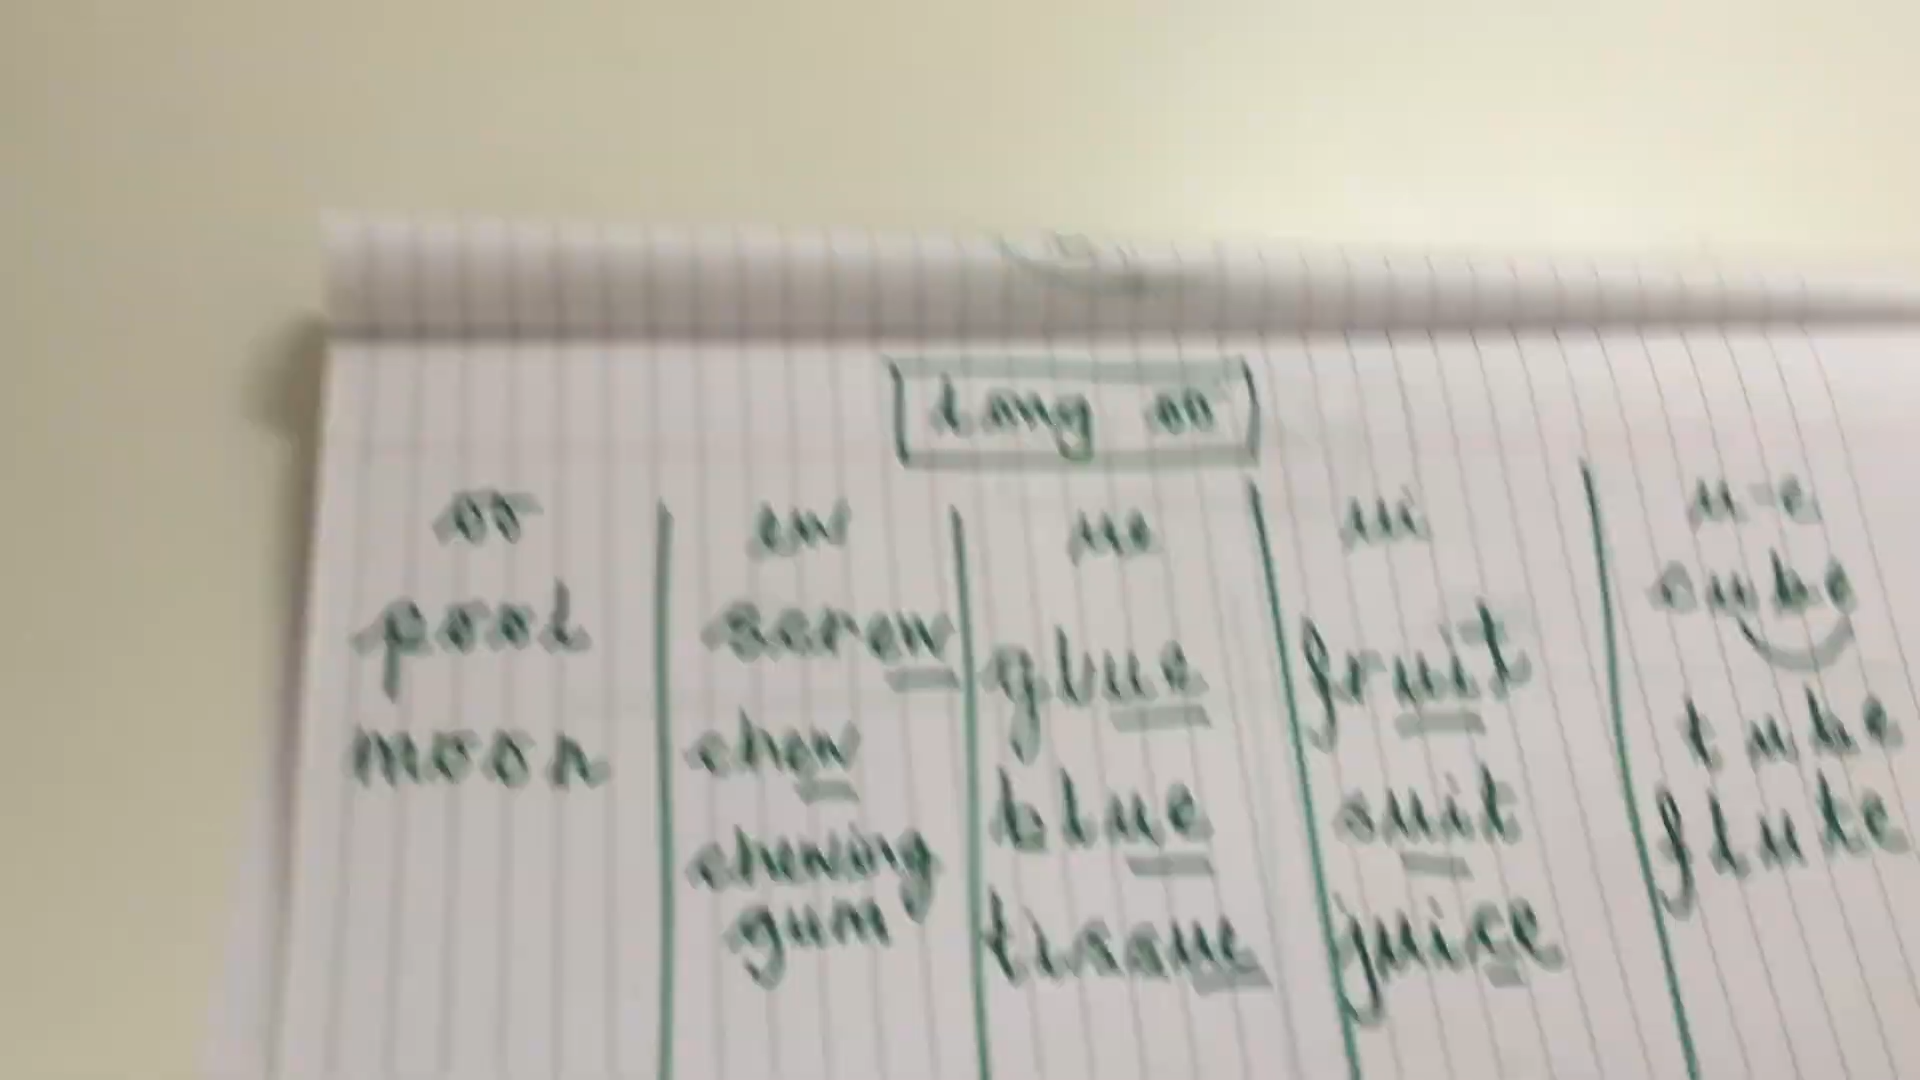 Long oo
oo
pool
moon
ew
screw
chew
chewing
gum
ue
glue
blue
tissue
ui
fruit
suit
juice
u-e
cube
tube
flute